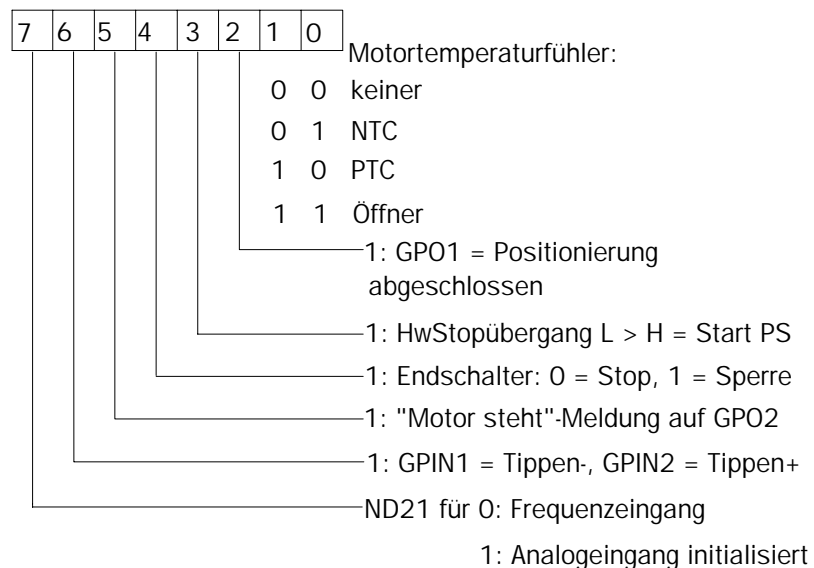 7 6 5 4 3 2 1 0
Motortemperaturfühler:
0 0 keiner
0 1 NTC
1 0 PTC
1 1 Öffner
1: GPO1 = Positionierung
abgeschlossen
1: HwStopübergang L > H = Start PS
1: Endschalter: 0 = Stop, 1 = Sperre
1: "Motor steht"-Meldung auf GPO2
1: GPIN1 = Tippen-, GPIN2 = Tippen+
ND21 für 0: Frequenzeingang
1: Analogeingang initialisiert